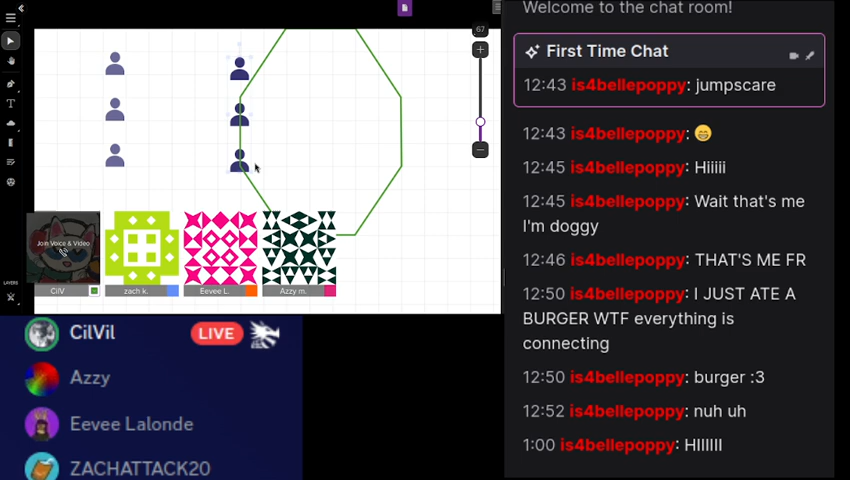 67
Join Voice & Video
CilV
zach k.
Eevee L.
Azzy m.
LAYERS
CilVil
LIVE
Azzy
Eevee Lalonde
ZACHATTACK20
Welcome to the chat room!
First Time Chat
12:43 is4bellepoppy: jumpscare
12:43 is4bellepoppy: 😁
12:45 is4bellepoppy: Hiiiii
12:45 is4bellepoppy: Wait that's me
I'm doggy
12:46 is4bellepoppy: THAT'S ME FR
12:50 is4bellepoppy: I JUST ATE A
BURGER WTF everything is
connecting
12:50 is4bellepoppy: burger :3
12:52 is4bellepoppy: nuh uh
1:00 is4bellepoppy: HIIIIII